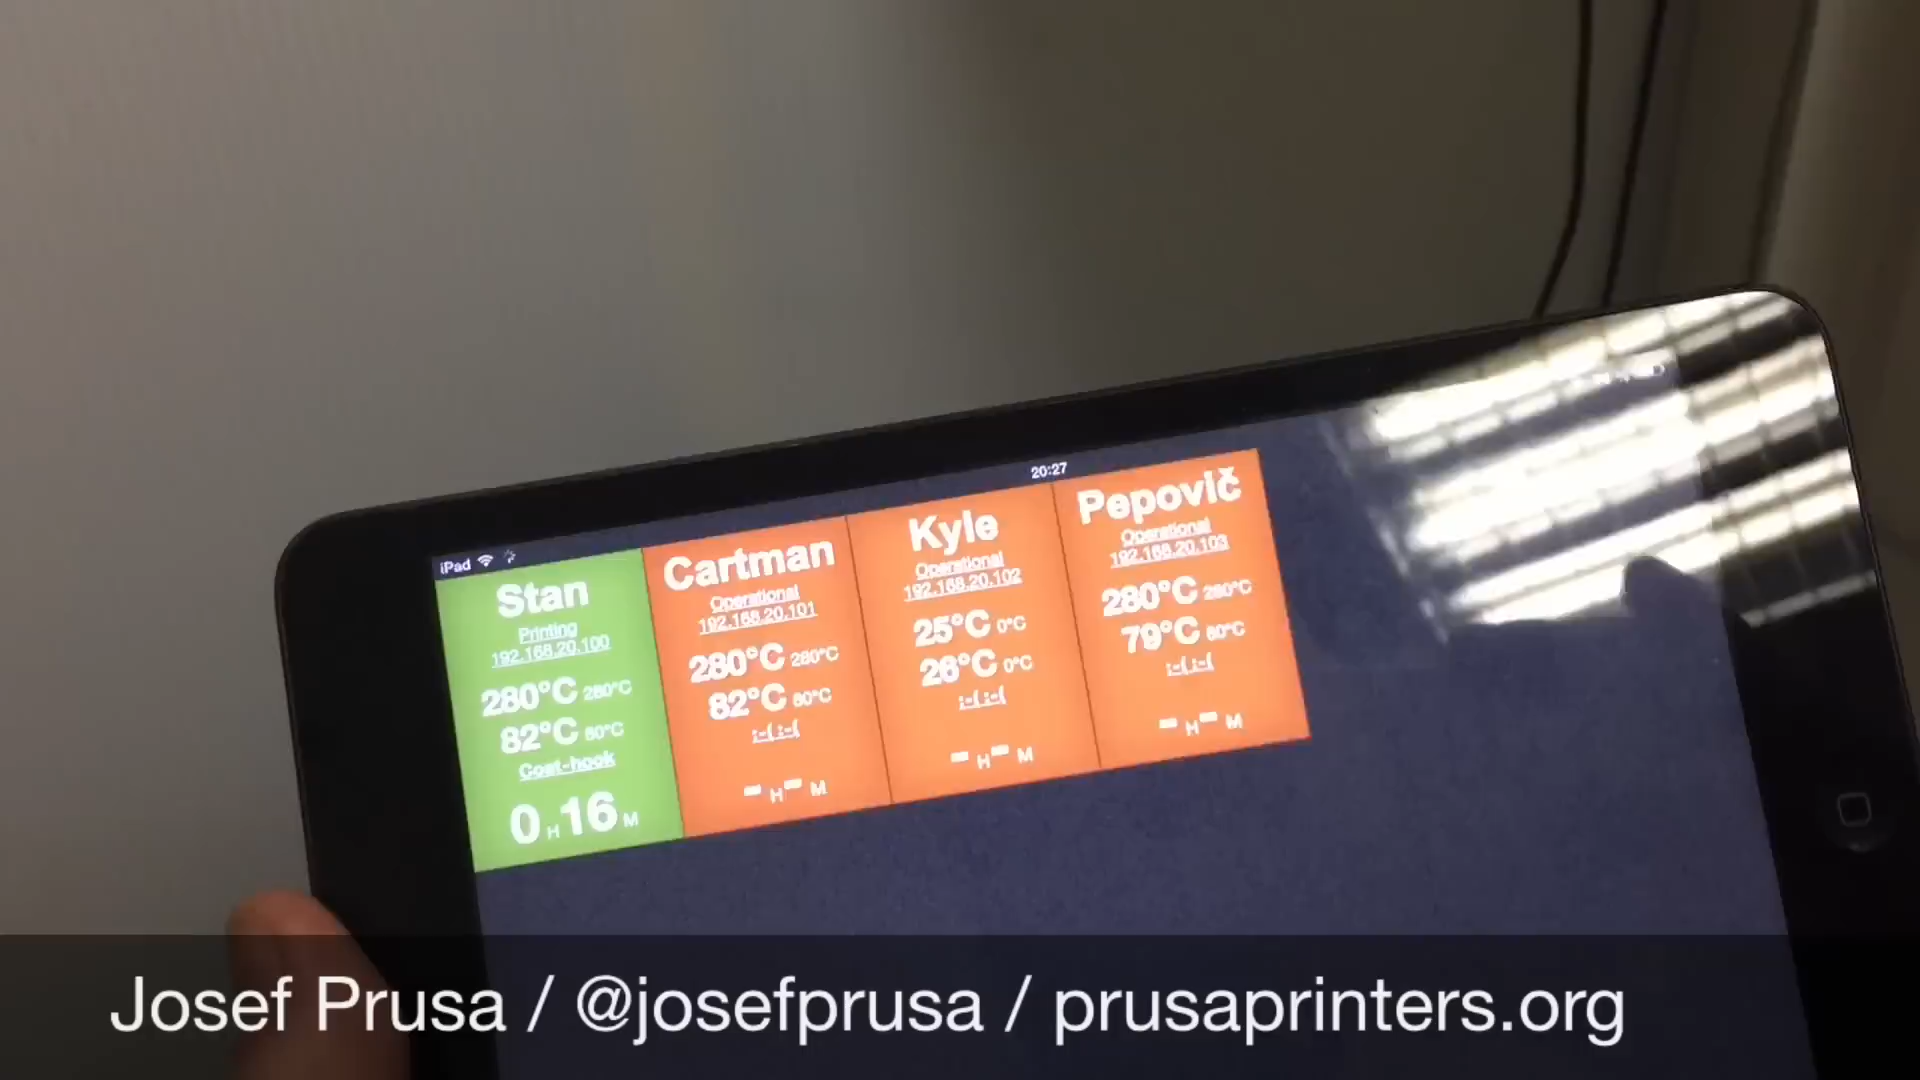 iPad
20:27
Stan
Printing
192.168.20.100
280°C 280°C
82°C 80°C
Coat-hook
0 H 16 M
Cartman
Operational
192.168.20.101
280°C 280°C
82°C 80°C
:-( :-(
- H - M
Kyle
Operational
192.168.20.102
25°C 0°C
26°C 0°C
:-( :-(
- H - M
Pepovič
Operational
192.168.20.103
280°C 280°C
79°C 80°C
:-( :-(
- H - M
Josef Prusa / @josefprusa / prusaprinters.org